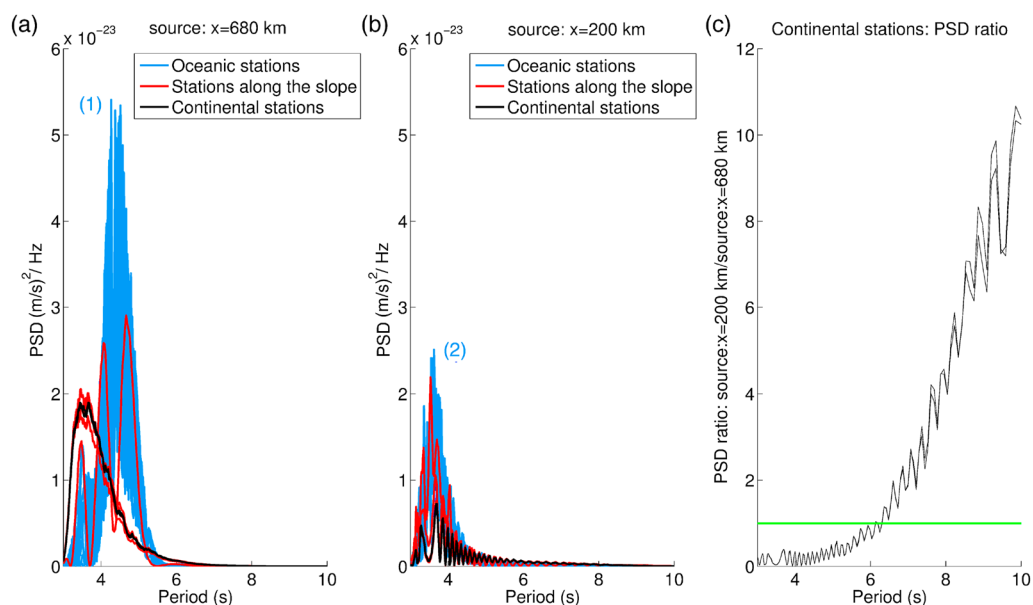 (a)
× 10⁻²³
source: x=680 km
6
5
4
3
2
1
0
PSD (m/s)²/ Hz
Oceanic stations
Stations along the slope
Continental stations
(1)
4
6
8
10
Period (s)
(b)
× 10⁻²³
source: x=200 km
6
5
4
3
2
1
0
PSD (m/s)²/ Hz
Oceanic stations
Stations along the slope
Continental stations
(2)
4
6
8
10
Period (s)
(c)
Continental stations: PSD ratio
12
10
8
6
4
2
0
PSD ratio: source:x=200 km/source:x=680 km
4
6
8
10
Period (s)